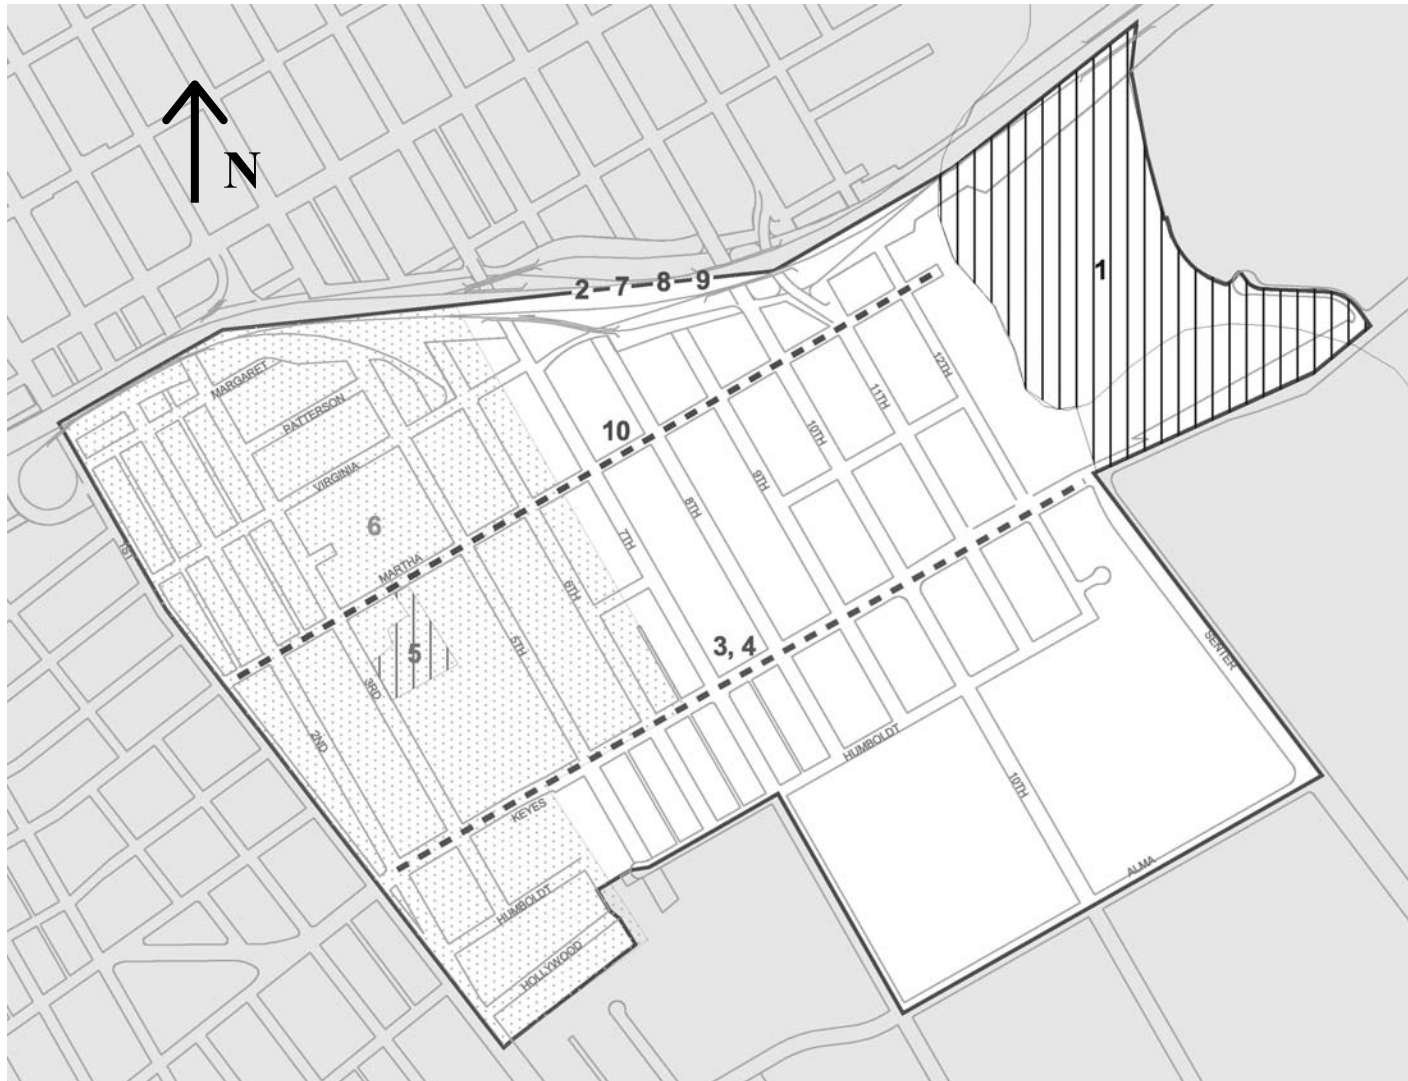 N
1
2
7
8
9
MARGARET
12TH
PATTERSON
11TH
10
10TH
VIRGINIA
9TH
8TH
6
7TH
1ST
MARTHA
6TH
5
5TH
3, 4
SENTER
3RD
2ND
HUMBOLDT
10TH
KEYES
ALMA
HUMBOLDT
HOLLYWOOD